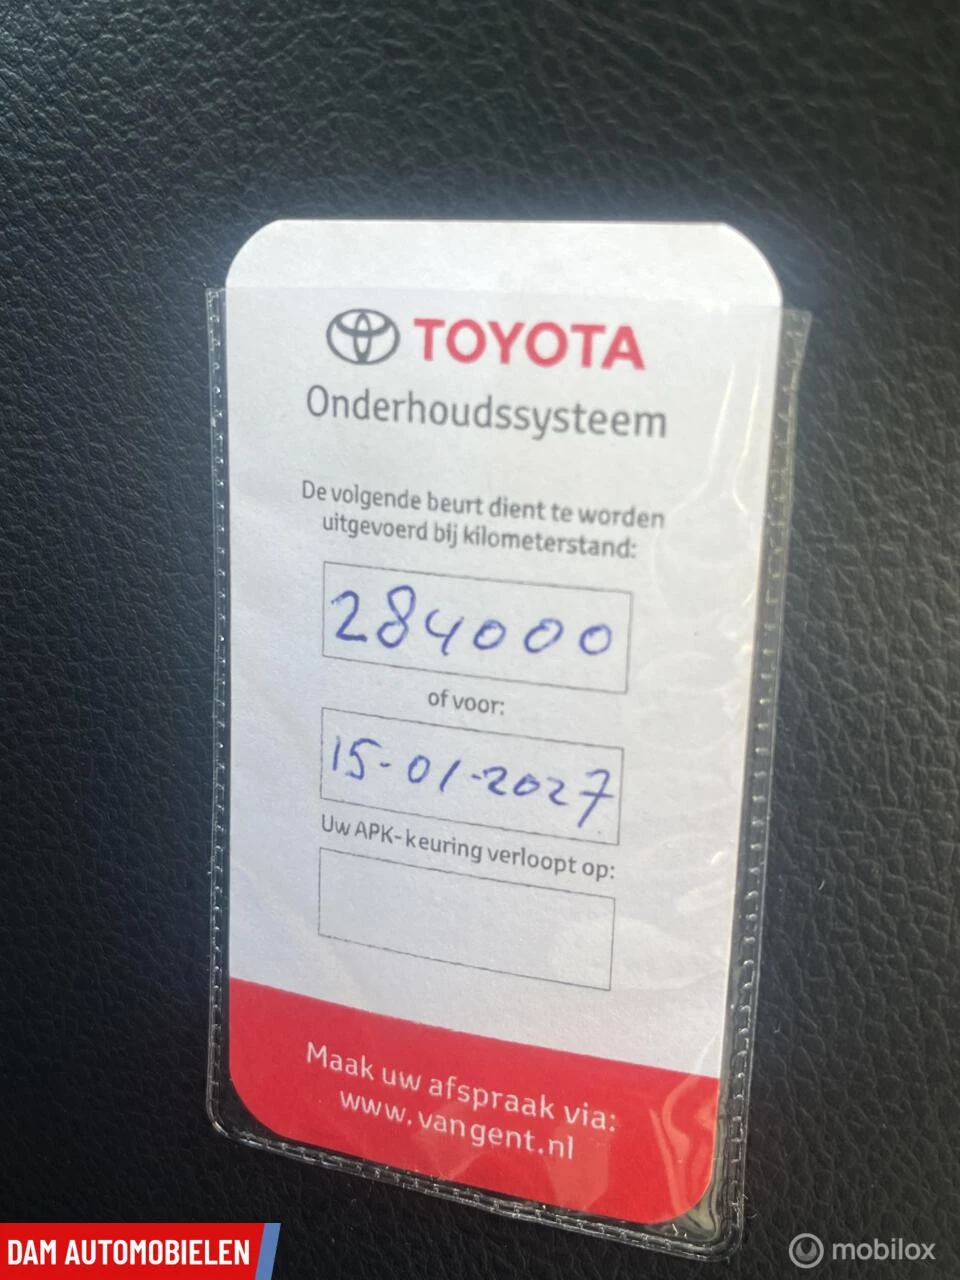 TOYOTA
Onderhoudssysteem
De volgende beurt dient te worden
uitgevoerd bij kilometerstand:
284000
of voor:
15-01-2027
Uw APK-keuring verloopt op:
Maak uw afspraak via:
www.vangent.nl
DAM AUTOMOBIELEN
mobilox